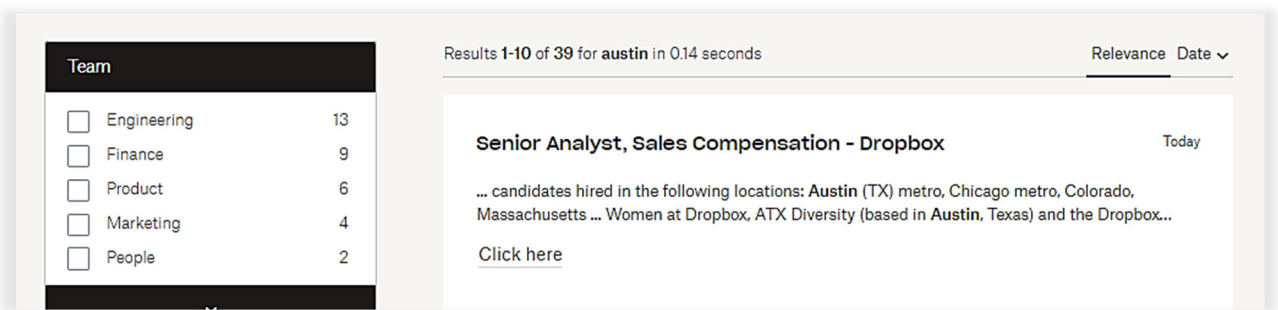 Team
Engineering 13
Finance 9
Product 6
Marketing 4
People 2
Results 1-10 of 39 for austin in 0.14 seconds
Relevance Date
Senior Analyst, Sales Compensation - Dropbox
Today
... candidates hired in the following locations: Austin (TX) metro, Chicago metro, Colorado,
Massachusetts ... Women at Dropbox, ATX Diversity (based in Austin, Texas) and the Dropbox...
Click here